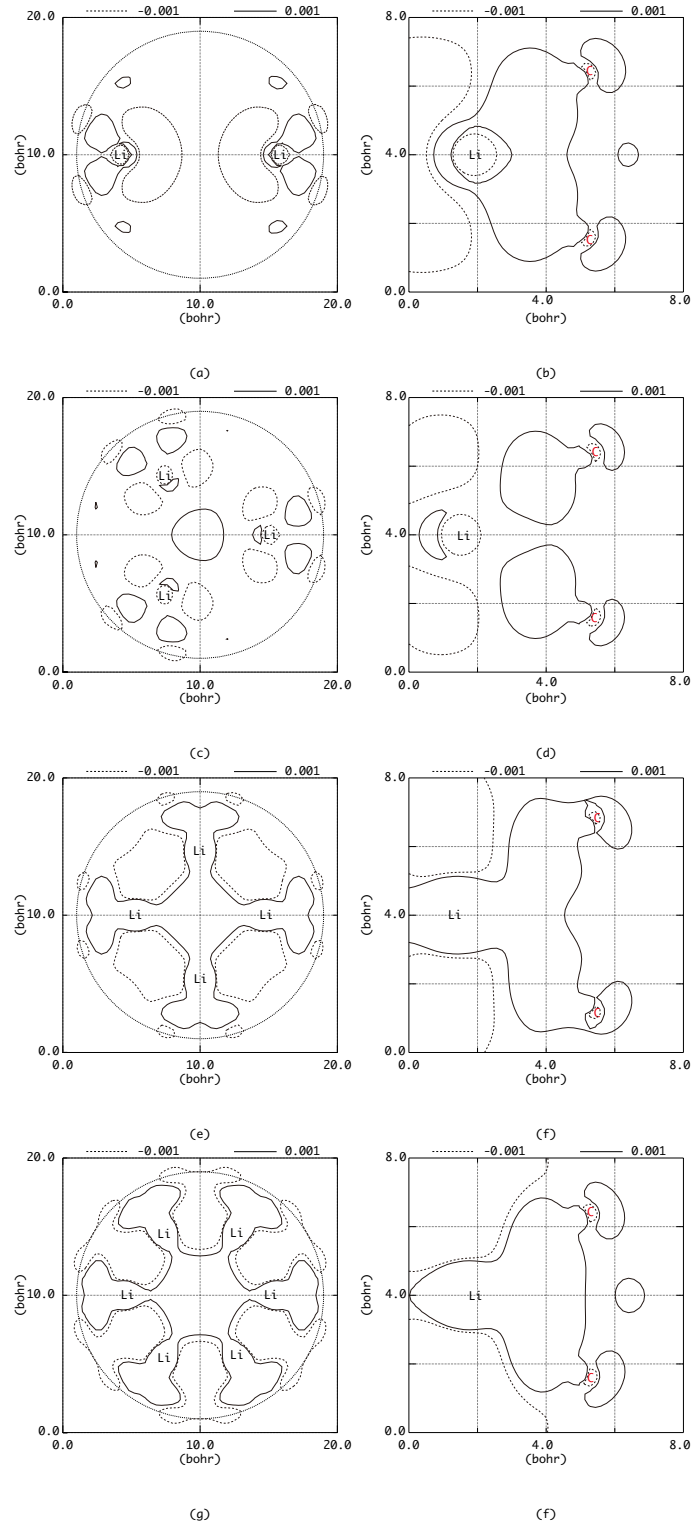 -0.001 0.001 -0.001 0.001
20.0 8.0
(bohr) 10.0 Li Li (bohr) 4.0 Li C C
0.0 0.0
0.0 10.0 20.0 0.0 4.0 8.0
(bohr) (bohr)
(a) (b)
-0.001 0.001 -0.001 0.001
20.0 8.0
(bohr) 10.0 Li Li Li (bohr) 4.0 Li C C
0.0 0.0
0.0 10.0 20.0 0.0 4.0 8.0
(bohr) (bohr)
(c) (d)
-0.001 0.001 -0.001 0.001
20.0 8.0
(bohr) 10.0 Li Li Li Li (bohr) 4.0 Li C C
0.0 0.0
0.0 10.0 20.0 0.0 4.0 8.0
(bohr) (bohr)
(e) (f)
-0.001 0.001 -0.001 0.001
20.0 8.0
(bohr) 10.0 Li Li Li Li Li Li (bohr) 4.0 Li C C
0.0 0.0
0.0 10.0 20.0 0.0 4.0 8.0
(bohr) (bohr)
(g) (f)